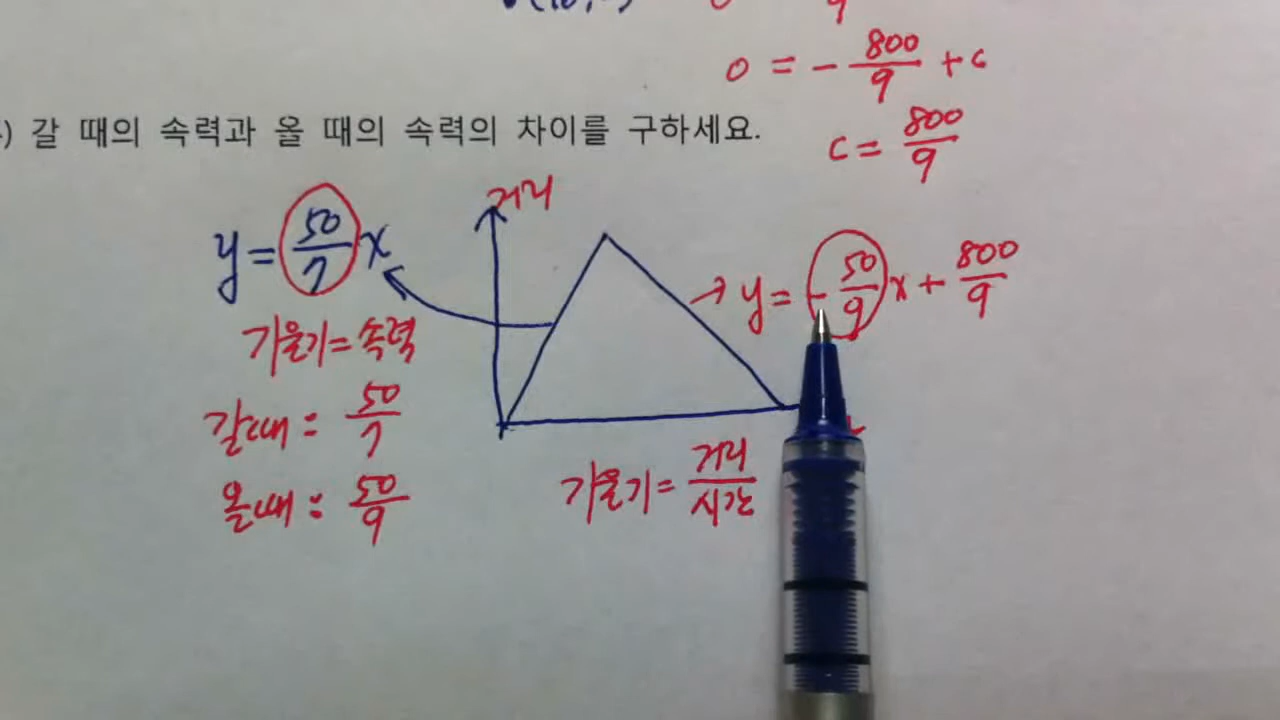 0 = - 800/9 + c
) 갈 때의 속력과 올 때의 속력의 차이를 구하세요.
c = 800/9
거리
y = 50/7 x
→ y = - 50/9 x + 800/9
기울기 = 속력
갈때 = 50/7
올때 = 50/9
기울기 = 거리/시간